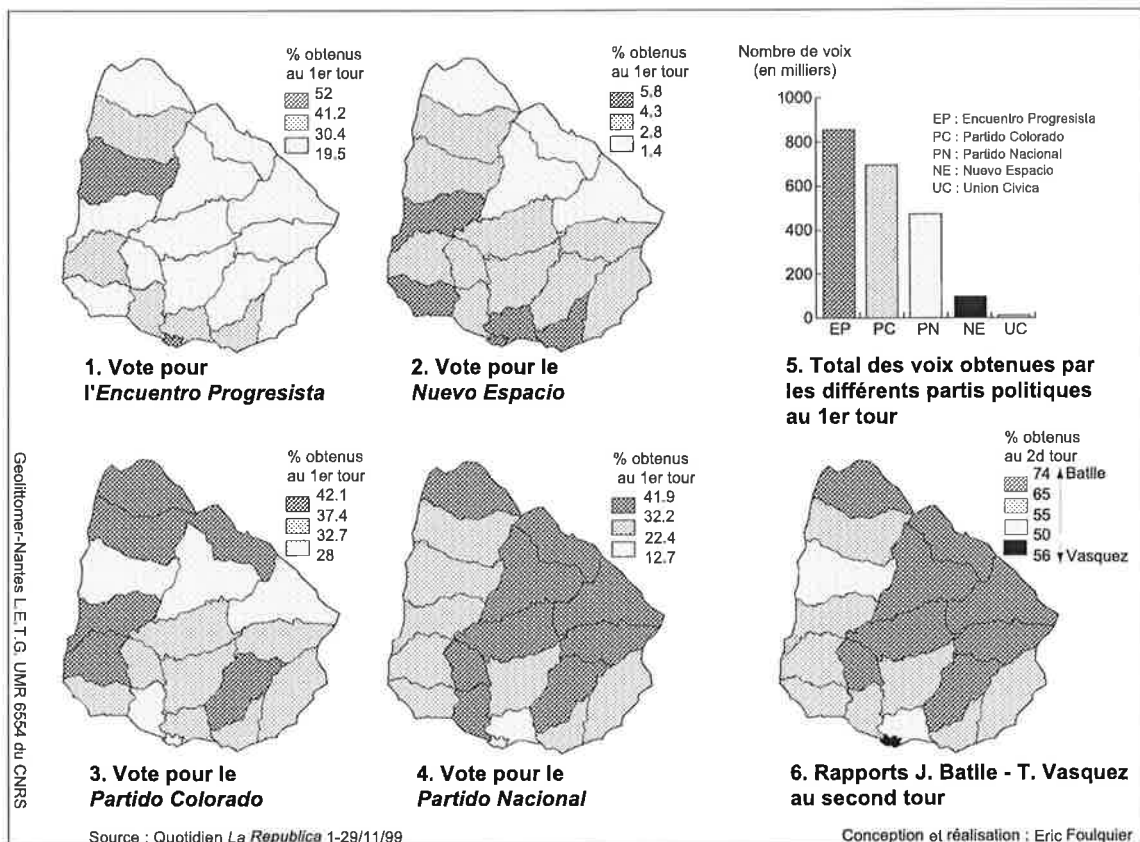 % obtenus
au 1er tour
52
41.2
30.4
19.5
1. Vote pour
l'Encuentro Progresista
% obtenus
au 1er tour
5.8
4.3
2.8
1.4
2. Vote pour le
Nuevo Espacio
Nombre de voix
(en milliers)
1000
800
600
400
200
0
EP PC PN NE UC
EP : Encuentro Progresista
PC : Partido Colorado
PN : Partido Nacional
NE : Nuevo Espacio
UC : Union Civica
5. Total des voix obtenues par
les différents partis politiques
au 1er tour
% obtenus
au 1er tour
42.1
37.4
32.7
28
3. Vote pour le
Partido Colorado
% obtenus
au 1er tour
41.9
32.2
22.4
12.7
4. Vote pour le
Partido Nacional
% obtenus
au 2d tour
74 Batlle
65
55
50
56 Vasquez
6. Rapports J. Batlle - T. Vasquez
au second tour
Geolittomer-Nantes L.E.T.G. UMR 6554 du CNRS
Source : Quotidien La Republica 1-29/11/99
Conception et réalisation : Eric Foulquier